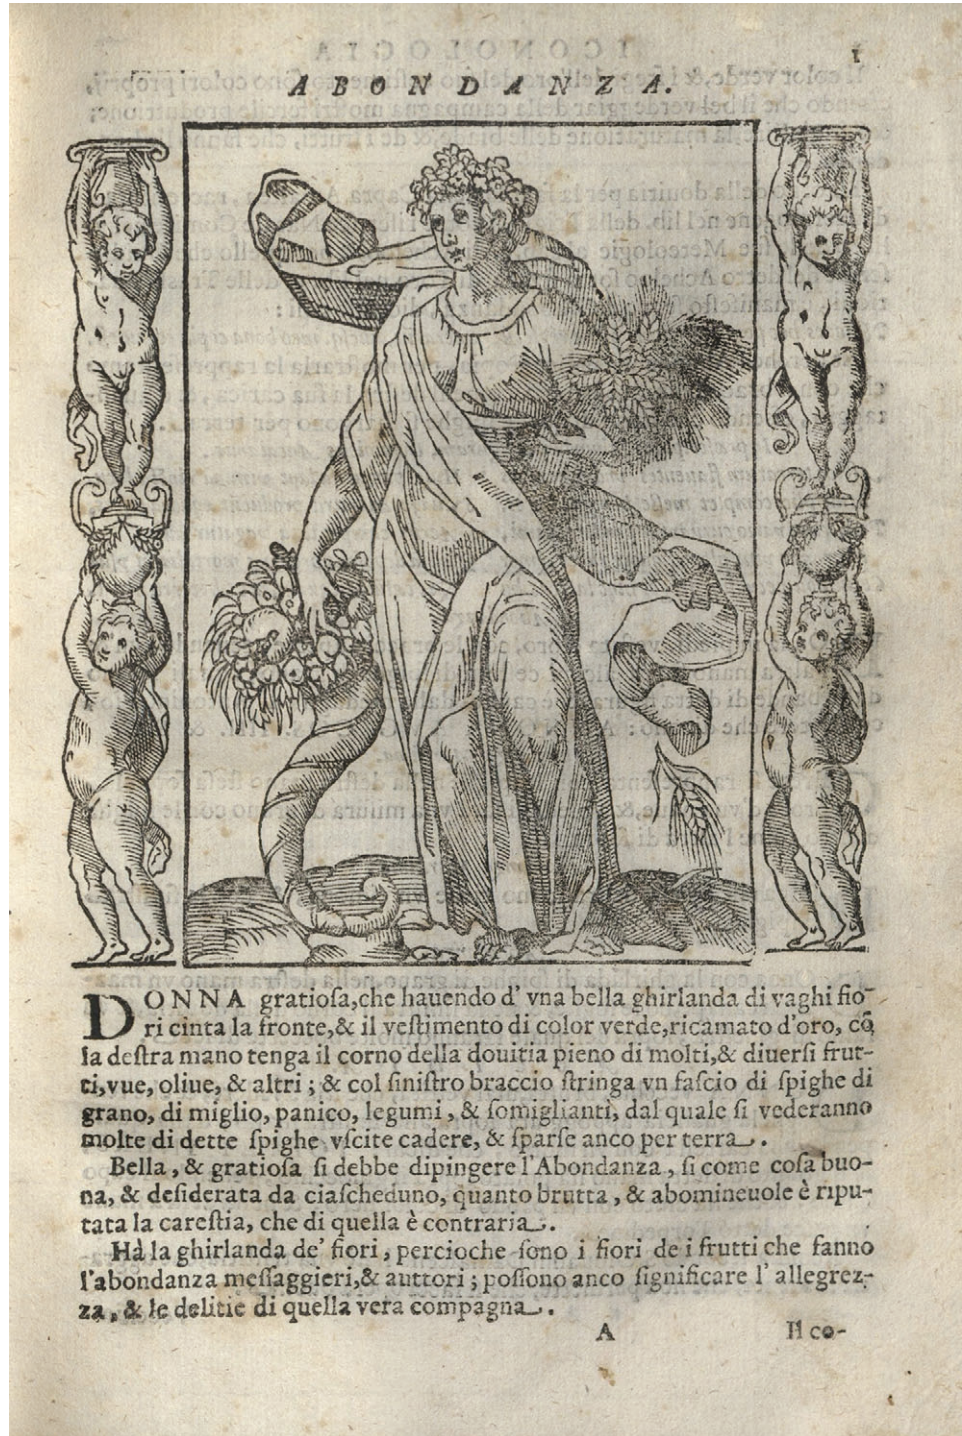 1
ABONDANZA.
DONNA gratiosa, che hauendo d' vna bella ghirlanda di vaghi fio-
ri cinta la fronte, & il vestimento di color verde, ricamato d'oro, cõ
la destra mano tenga il corno della douitia pieno di molti, & diuersi frut-
ti, vue, oliue, & altri ; & col sinistro braccio stringa vn fascio di spighe di
grano, di miglio, panico, legumi, & somiglianti, dal quale si vederanno
molte di dette spighe vscite cadere, & sparse anco per terra.
Bella, & gratiosa si debbe dipingere l'Abondanza, si come cosa buo-
na, & desiderata da ciascheduno, quanto brutta, & abomineuole è ripu-
tata la carestia, che di quella è contraria.
Hà la ghirlanda de' fiori, percioche sono i fiori de i frutti che fanno
l'abondanza messaggieri, & auttori ; possono anco significare l' allegrez-
za, & le delitie di quella vera compagna.
A
Il co-